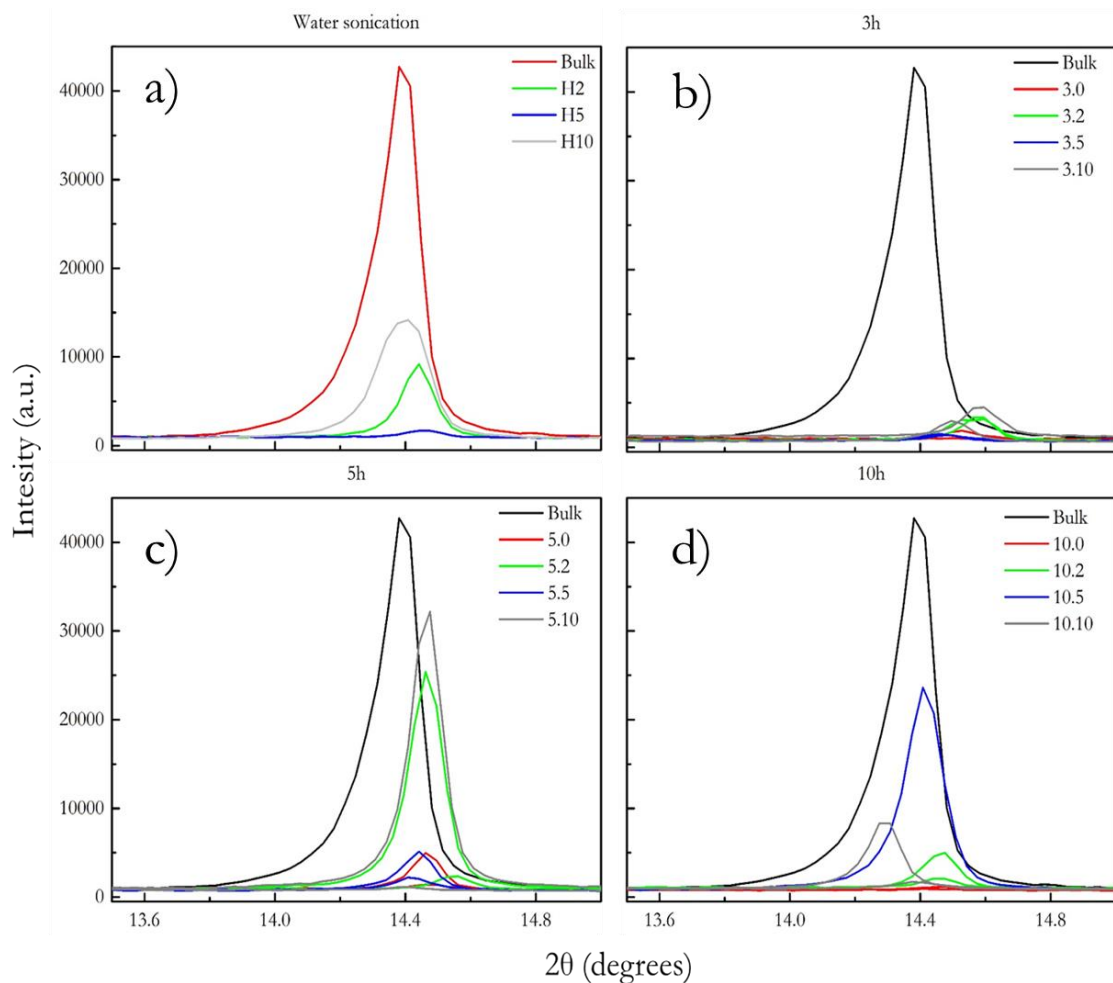 Water sonication
3h
a)
Bulk
H2
H5
H10
40000
30000
20000
10000
0
b)
Bulk
3.0
3.2
3.5
3.10
5h
10h
c)
Bulk
5.0
5.2
5.5
5.10
40000
30000
20000
10000
0
13.6
14.0
14.4
14.8
d)
Bulk
10.0
10.2
10.5
10.10
13.6
14.0
14.4
14.8
Intesity (a.u.)
2θ (degrees)